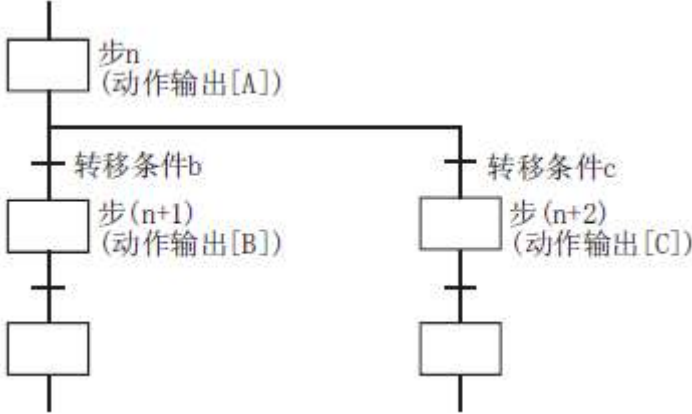 步n
(动作输出[A])
转移条件b
转移条件c
步(n+1)
(动作输出[B])
步(n+2)
(动作输出[C])